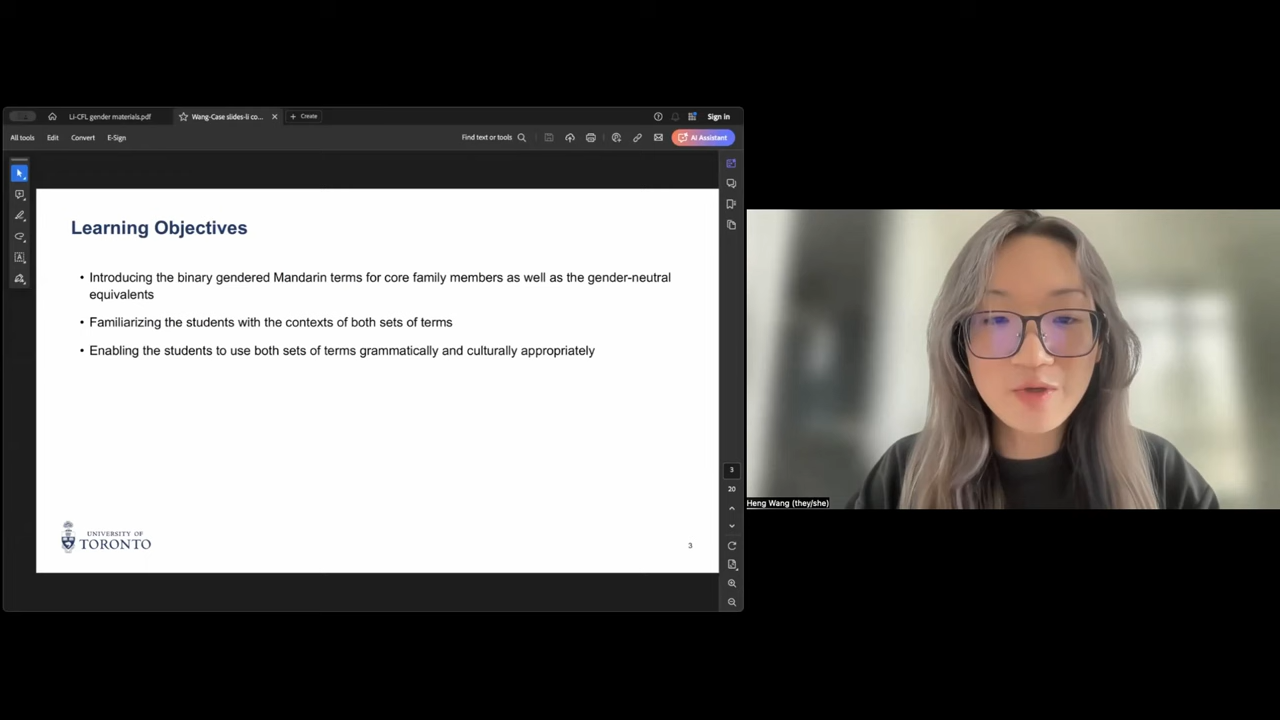 Li-CFL gender materials.pdf
Wang-Case slides-li co...
Create
Sign in
All tools
Edit
Convert
E-Sign
Find text or tools
AI Assistant
Learning Objectives
• Introducing the binary gendered Mandarin terms for core family members as well as the gender-neutral
equivalents
• Familiarizing the students with the contexts of both sets of terms
• Enabling the students to use both sets of terms grammatically and culturally appropriately
UNIVERSITY OF
TORONTO
3
3
20
Heng Wang (they/she)